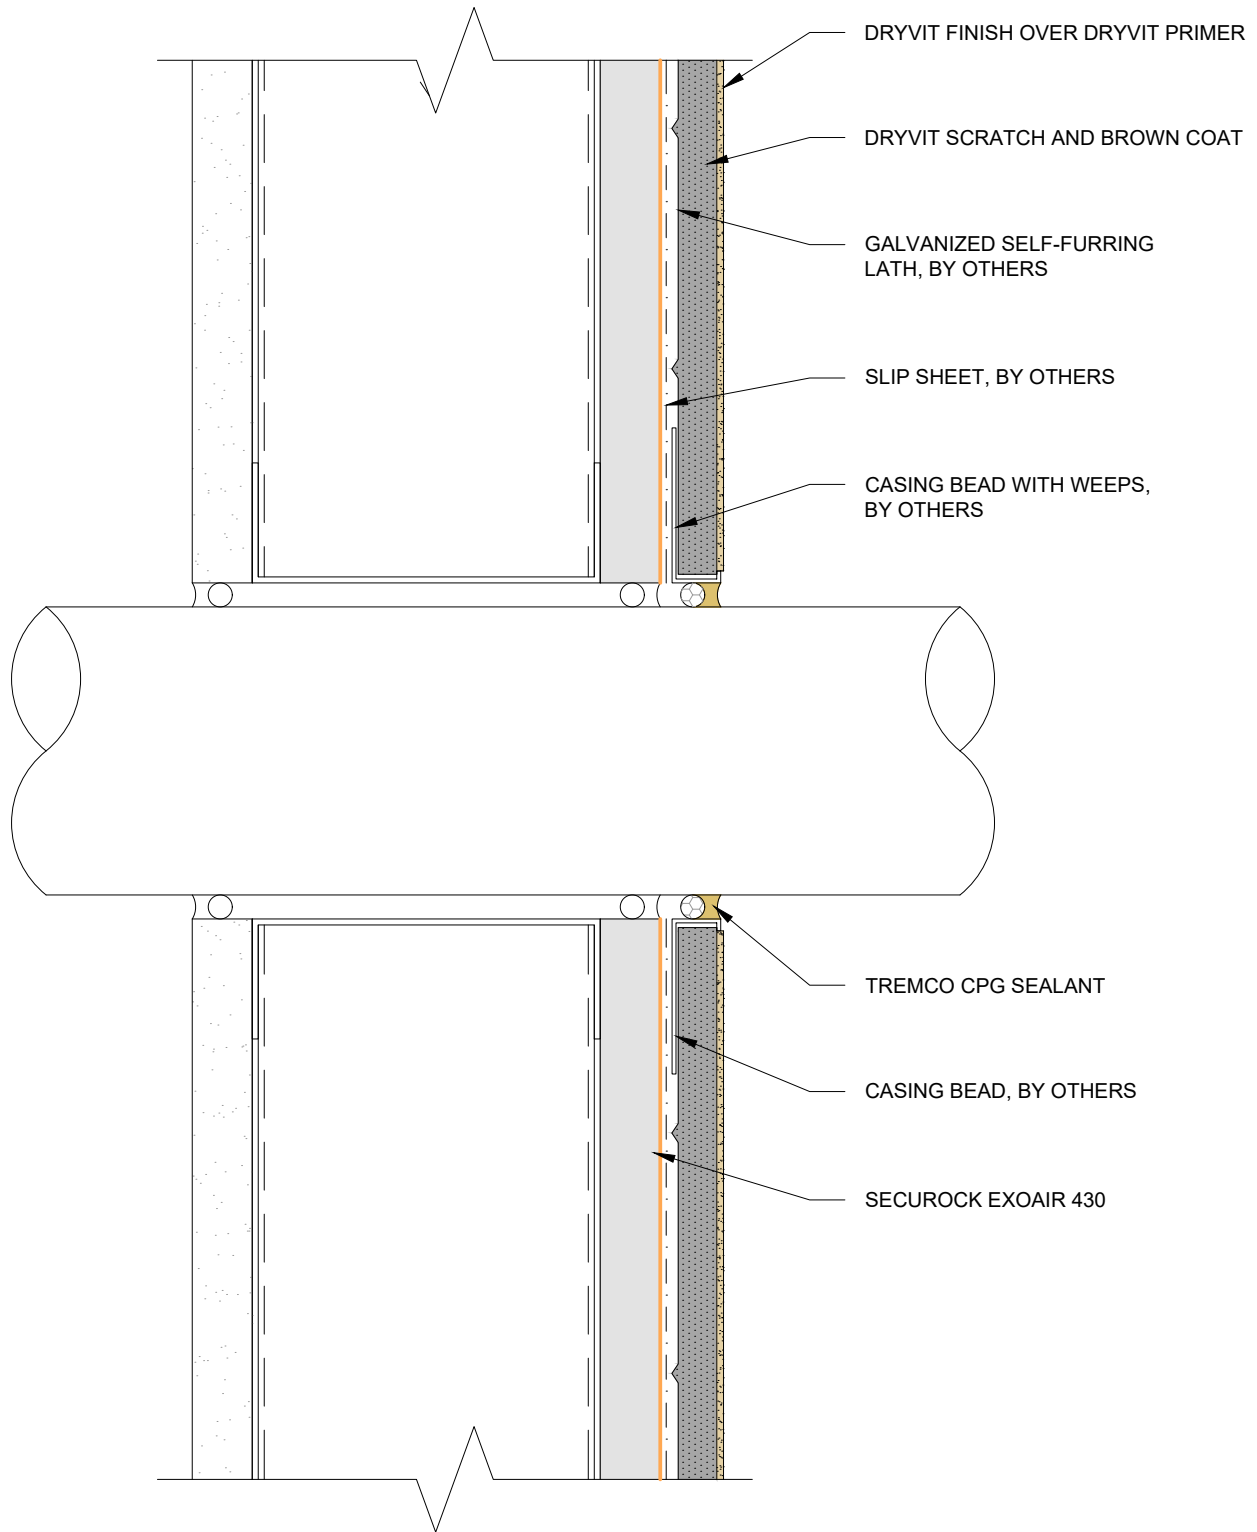 DRYVIT FINISH OVER DRYVIT PRIMER
DRYVIT SCRATCH AND BROWN COAT
GALVANIZED SELF-FURRING
LATH, BY OTHERS
SLIP SHEET, BY OTHERS
CASING BEAD WITH WEEPS,
BY OTHERS
TREMCO CPG SEALANT
CASING BEAD, BY OTHERS
SECUROCK EXOAIR 430